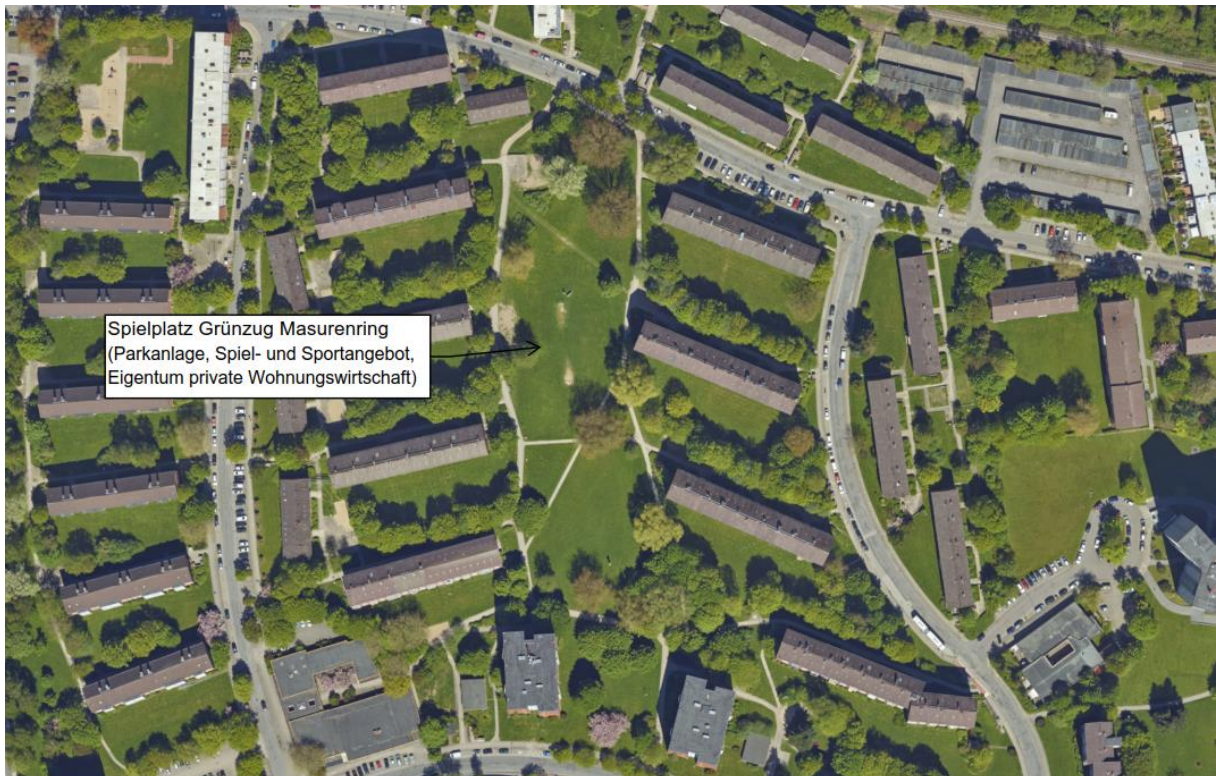 Spielplatz Grünzug Masurenring
(Parkanlage, Spiel- und Sportangebot,
Eigentum private Wohnungswirtschaft)